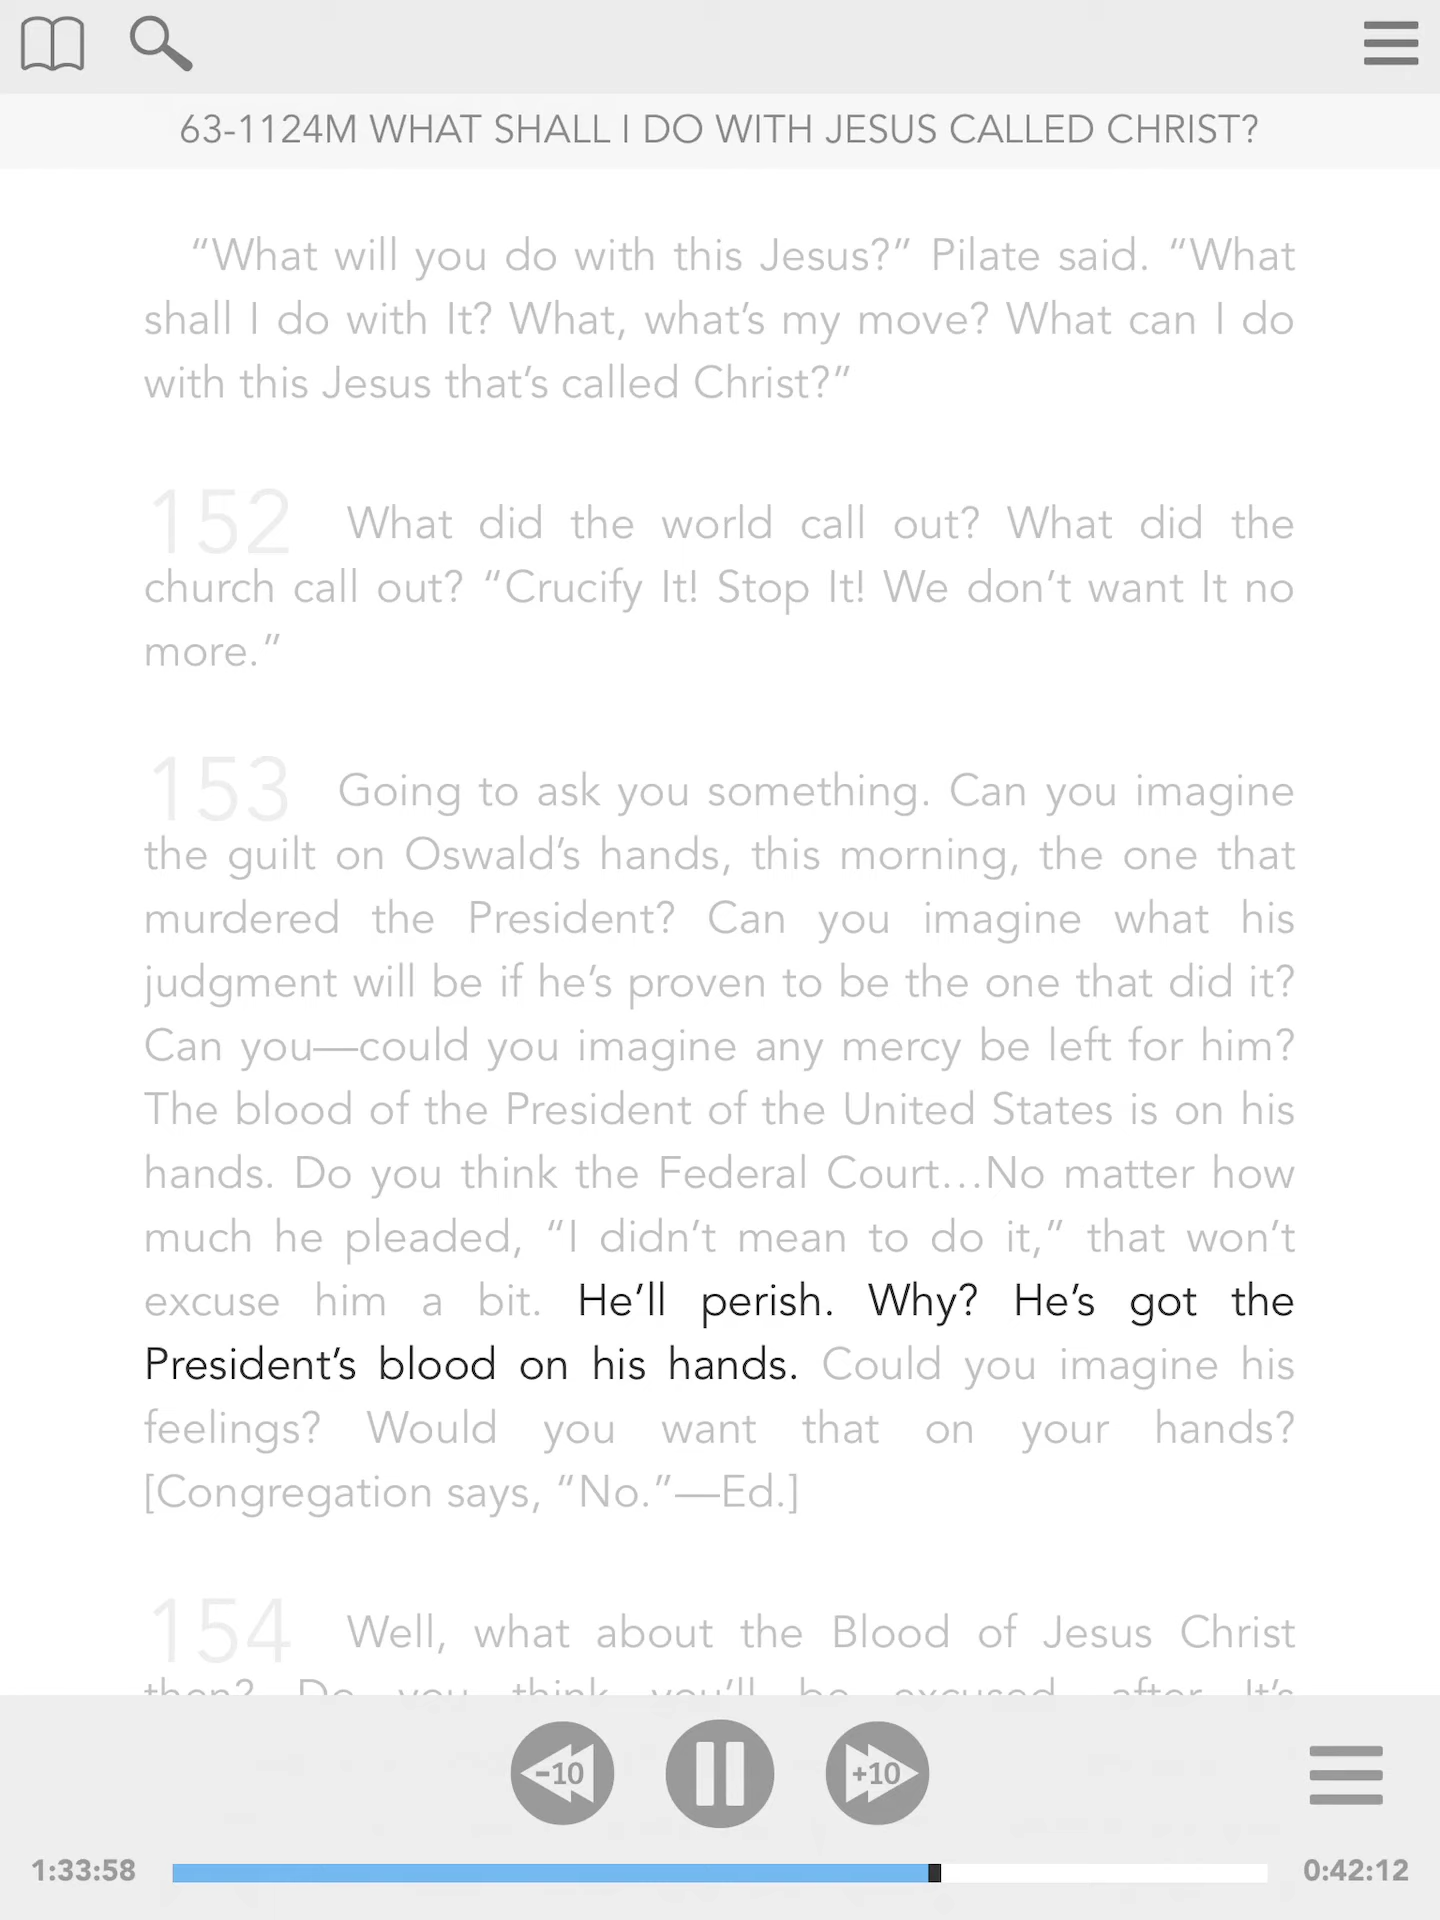 63-1124M WHAT SHALL I DO WITH JESUS CALLED CHRIST?
“What will you do with this Jesus?” Pilate said. “What
shall I do with It? What, what’s my move? What can I do
with this Jesus that’s called Christ?”
152 What did the world call out? What did the
church call out? “Crucify It! Stop It! We don’t want It no
more.”
153 Going to ask you something. Can you imagine
the guilt on Oswald’s hands, this morning, the one that
murdered the President? Can you imagine what his
judgment will be if he’s proven to be the one that did it?
Can you—could you imagine any mercy be left for him?
The blood of the President of the United States is on his
hands. Do you think the Federal Court…No matter how
much he pleaded, “I didn’t mean to do it,” that won’t
excuse him a bit. He’ll perish. Why? He’s got the
President’s blood on his hands. Could you imagine his
feelings? Would you want that on your hands?
[Congregation says, “No.”—Ed.]
154 Well, what about the Blood of Jesus Christ
then? Do you think you’ll be excused, after It’s
-10 +10
1:33:58 0:42:12